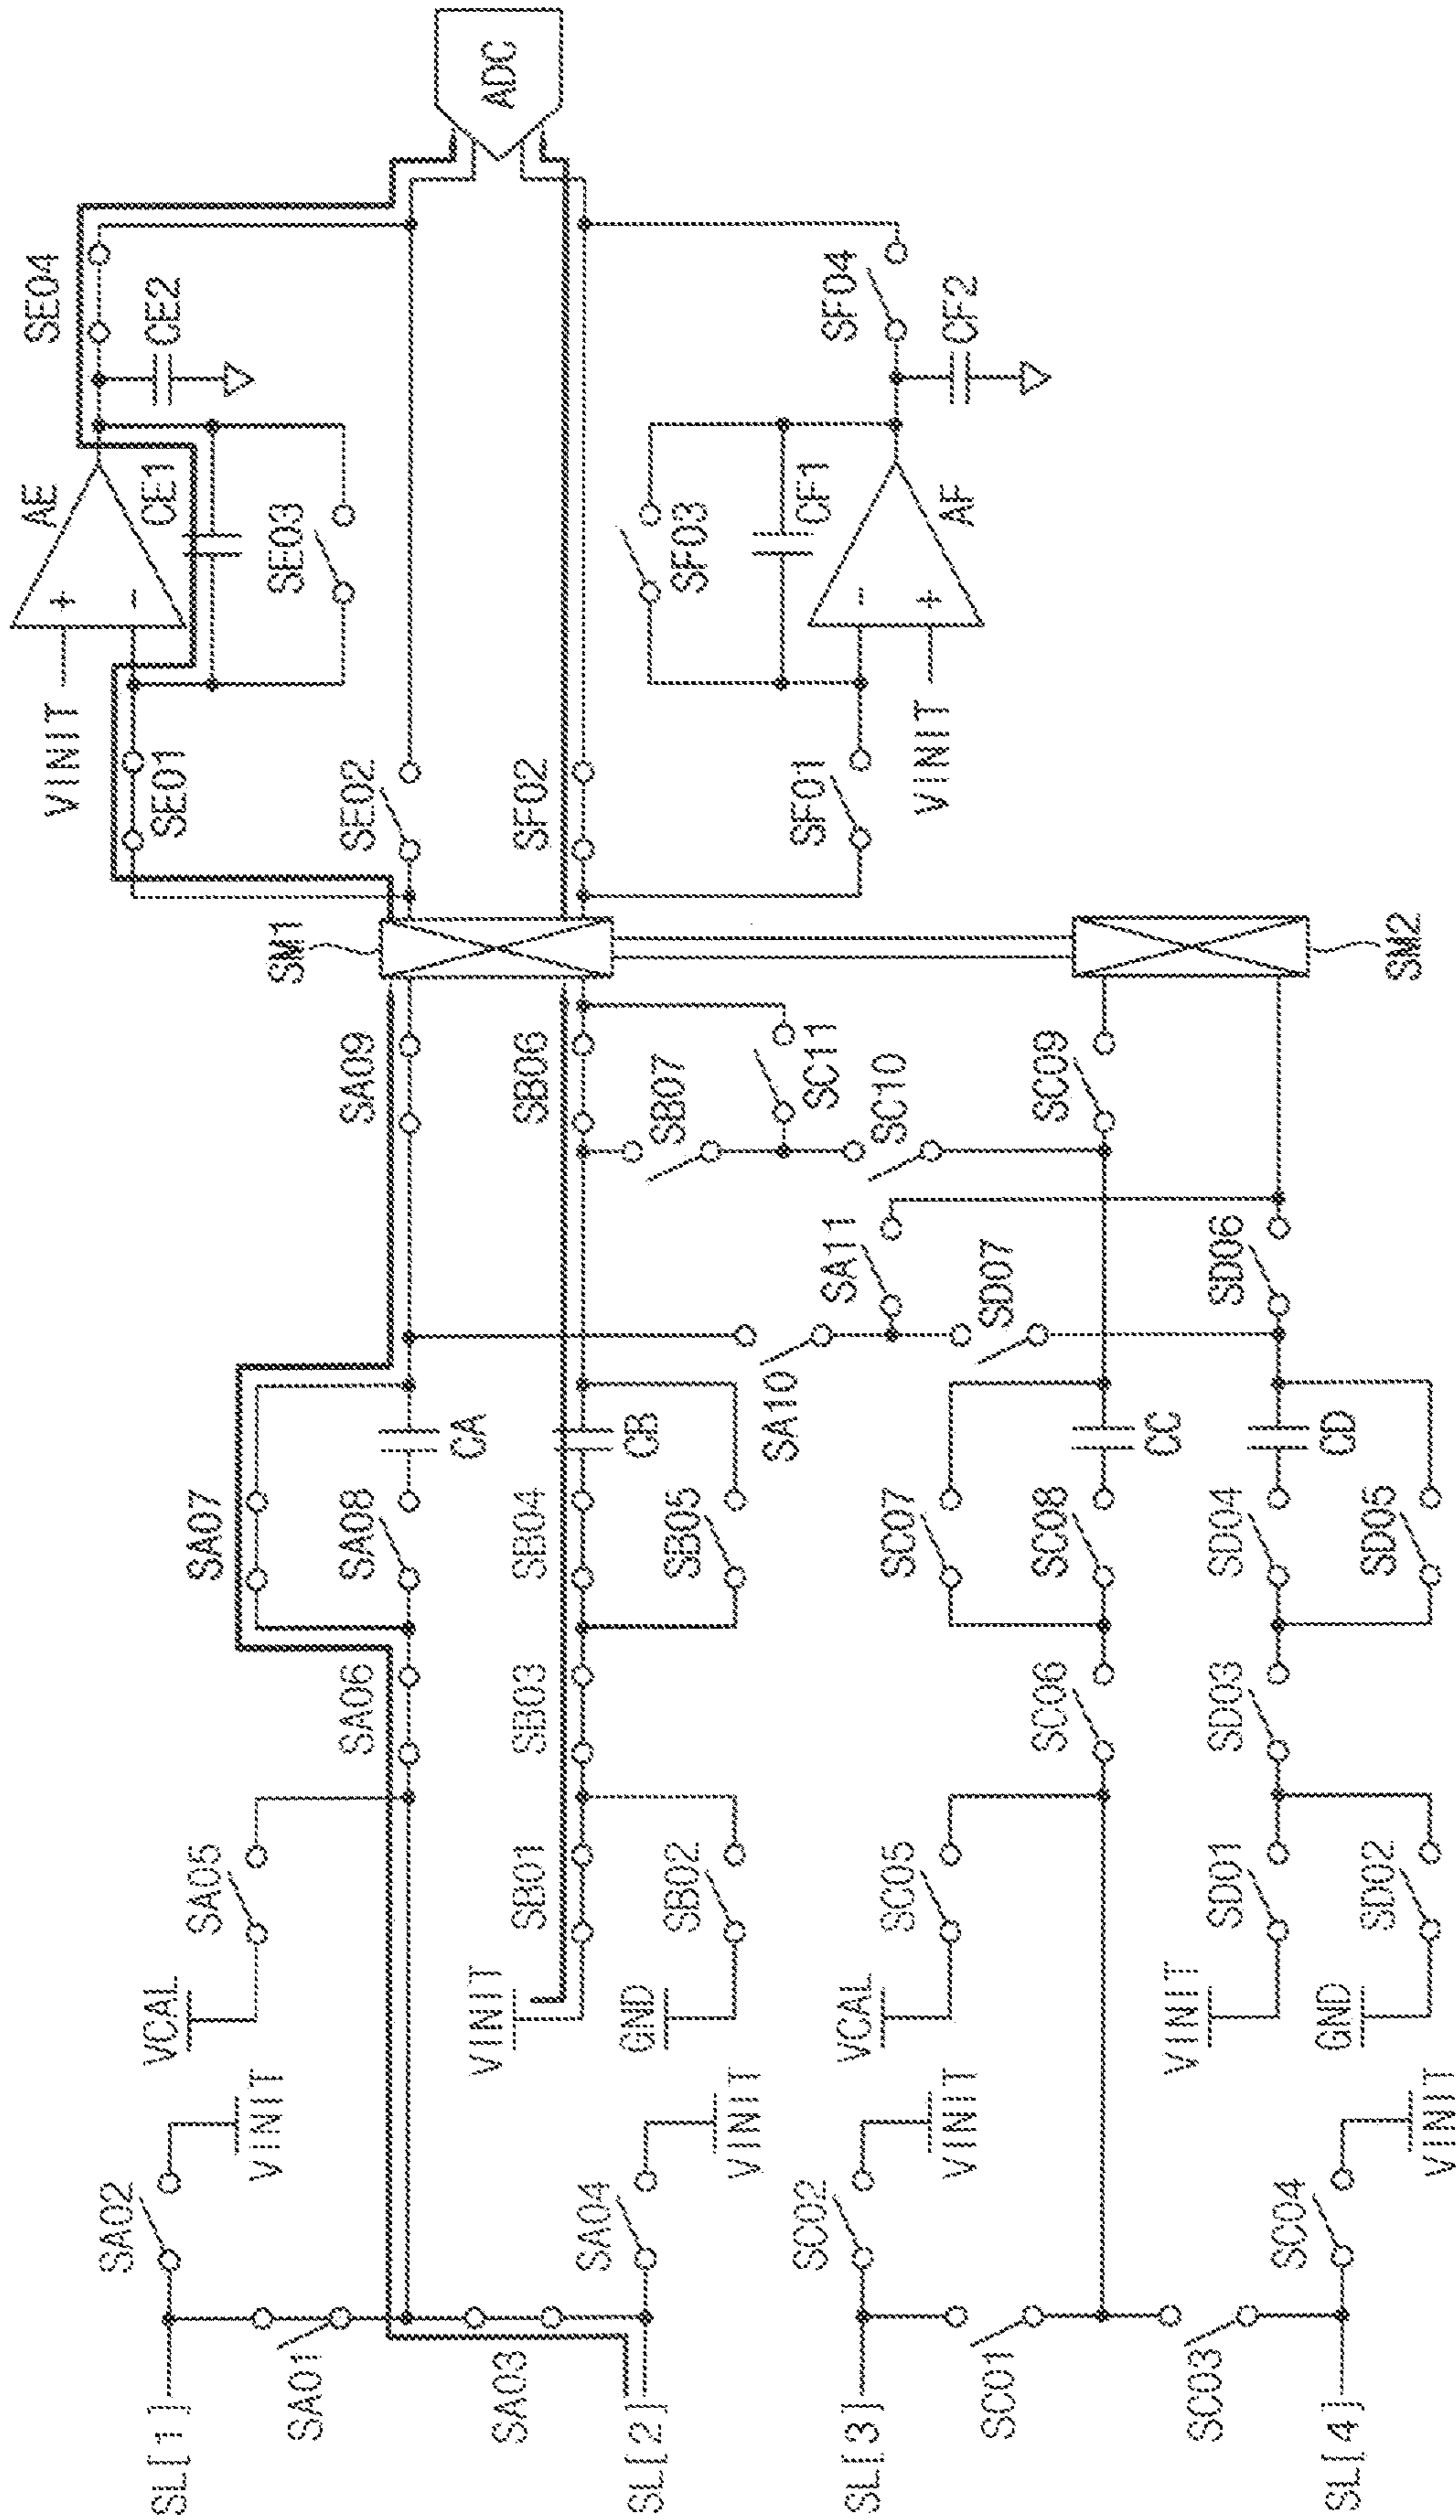 SL[1]
SA01
SA02
VINIT
VCAL
SA05
SA06
SA07
SA08
CA
SA09
SM1
SE01
VINIT
SE02
+
-
AE
CE1
SE03
CE2
SE04
ADC
SA03
SL[2]
SA04
VINIT
VINIT
SB01
GND
SB02
SB03
SB04
CB
SB05
SB06
SB07
SC11
SC10
SA10
SA11
SD07
SF02
SF01
VINIT
-
+
AF
CF1
SF03
SF04
CF2
SL[3]
SC01
SC02
VINIT
VCAL
SC05
SC06
SC07
SC08
CC
SC09
SM2
SC03
SL[4]
SC04
VINIT
VINIT
SD01
GND
SD02
SD03
SD04
CD
SD05
SD06